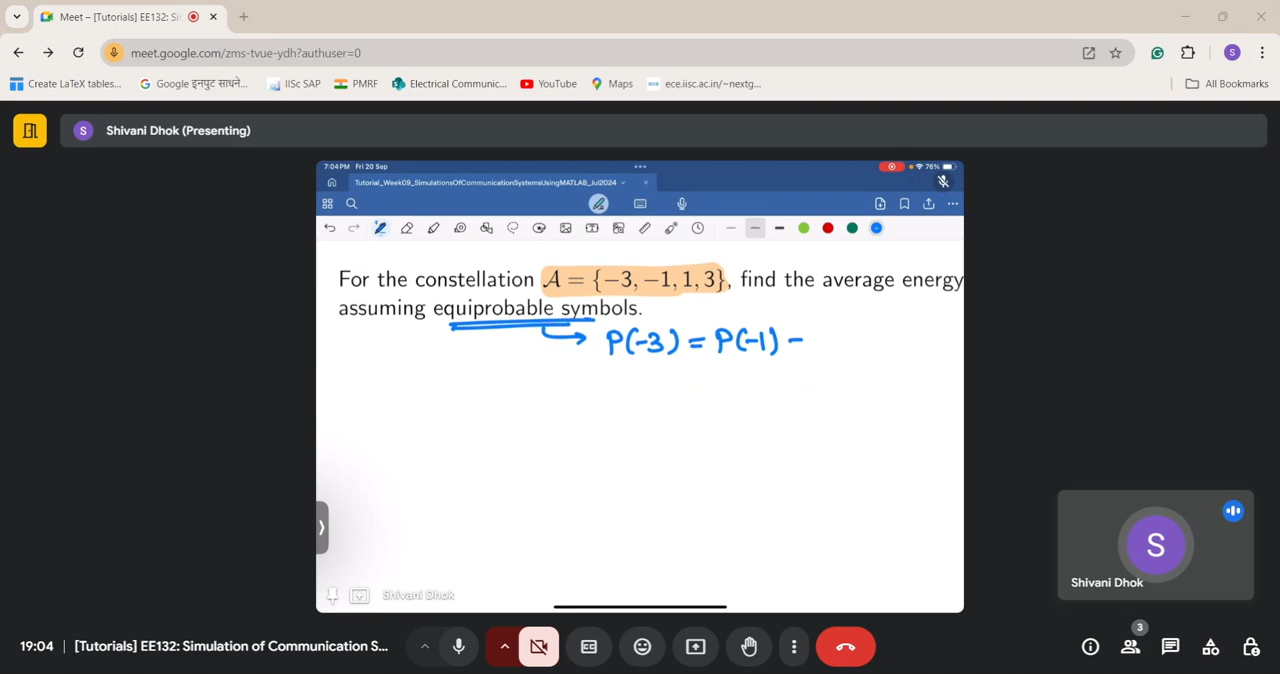 Meet – [Tutorials] EE132: Sim
meet.google.com/zms-tvue-ydh?authuser=0
Create LaTeX tables... Google इनपुट साधने... IISc SAP PMRF Electrical Communic... YouTube Maps ece.iisc.ac.in/~nextg... All Bookmarks
S Shivani Dhok (Presenting)
7:04 PM Fri 20 Sep 76%
Tutorial_Week09_SimulationsOfCommunicationSystemsUsingMATLAB_Jul2024
For the constellation 𝒜 = {−3, −1, 1, 3}, find the average energy
assuming equiprobable symbols.
P(-3) = P(-1) -
S
Shivani Dhok
Shivani Dhok
19:04 | [Tutorials] EE132: Simulation of Communication S... 3